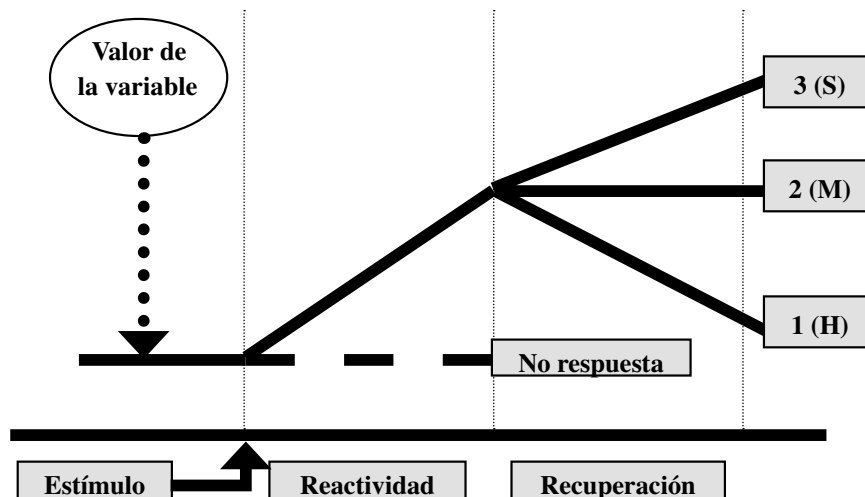 Valor de
la variable
3 (S)
2 (M)
1 (H)
No respuesta
Estímulo
Reactividad
Recuperación